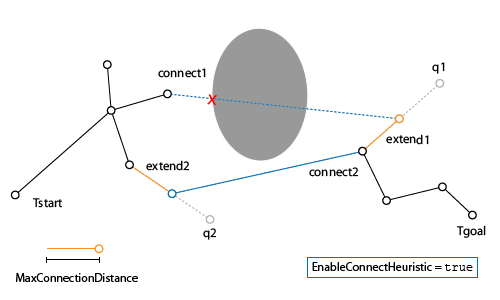 q1
connect1
extend1
extend2
connect2
Tstart
q2
Tgoal
EnableConnectHeuristic = true
MaxConnectionDistance